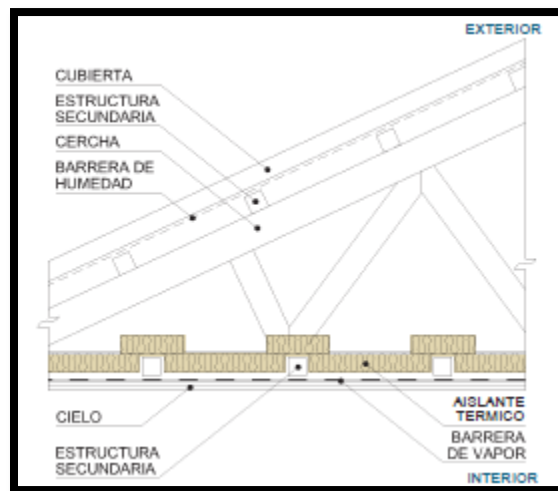 EXTERIOR
CUBIERTA
ESTRUCTURA
SECUNDARIA
CERCHA
BARRERA DE
HUMEDAD
CIELO
ESTRUCTURA
SECUNDARIA
AISLANTE
TERMICO
BARRERA
DE VAPOR
INTERIOR